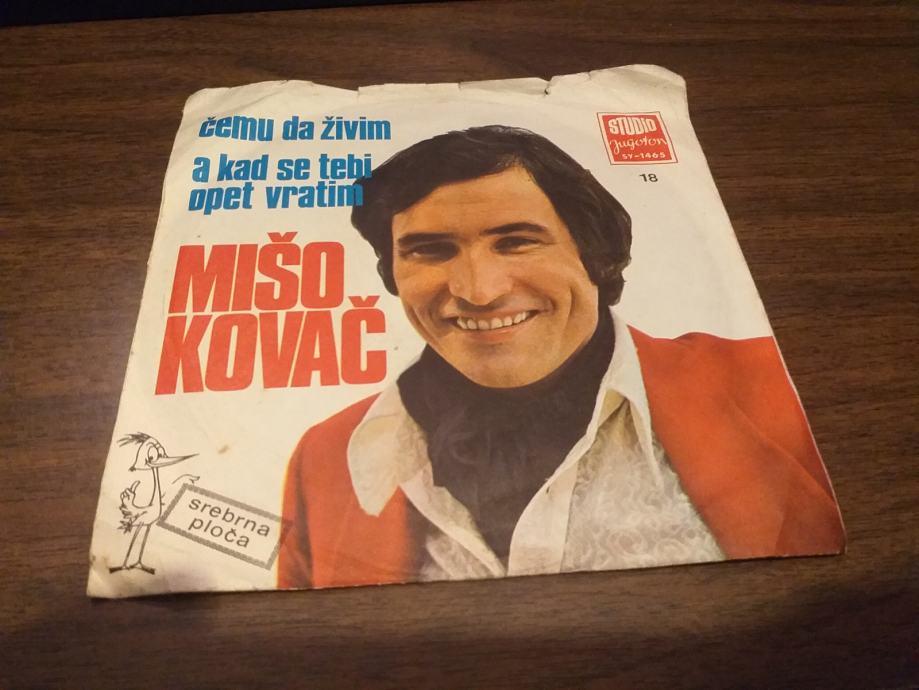 čemu da živim
a kad se tebi
opet vratim
MIŠO
KOVAČ
STUDIO
Jugoton
SY-1465
18
srebrna
ploča